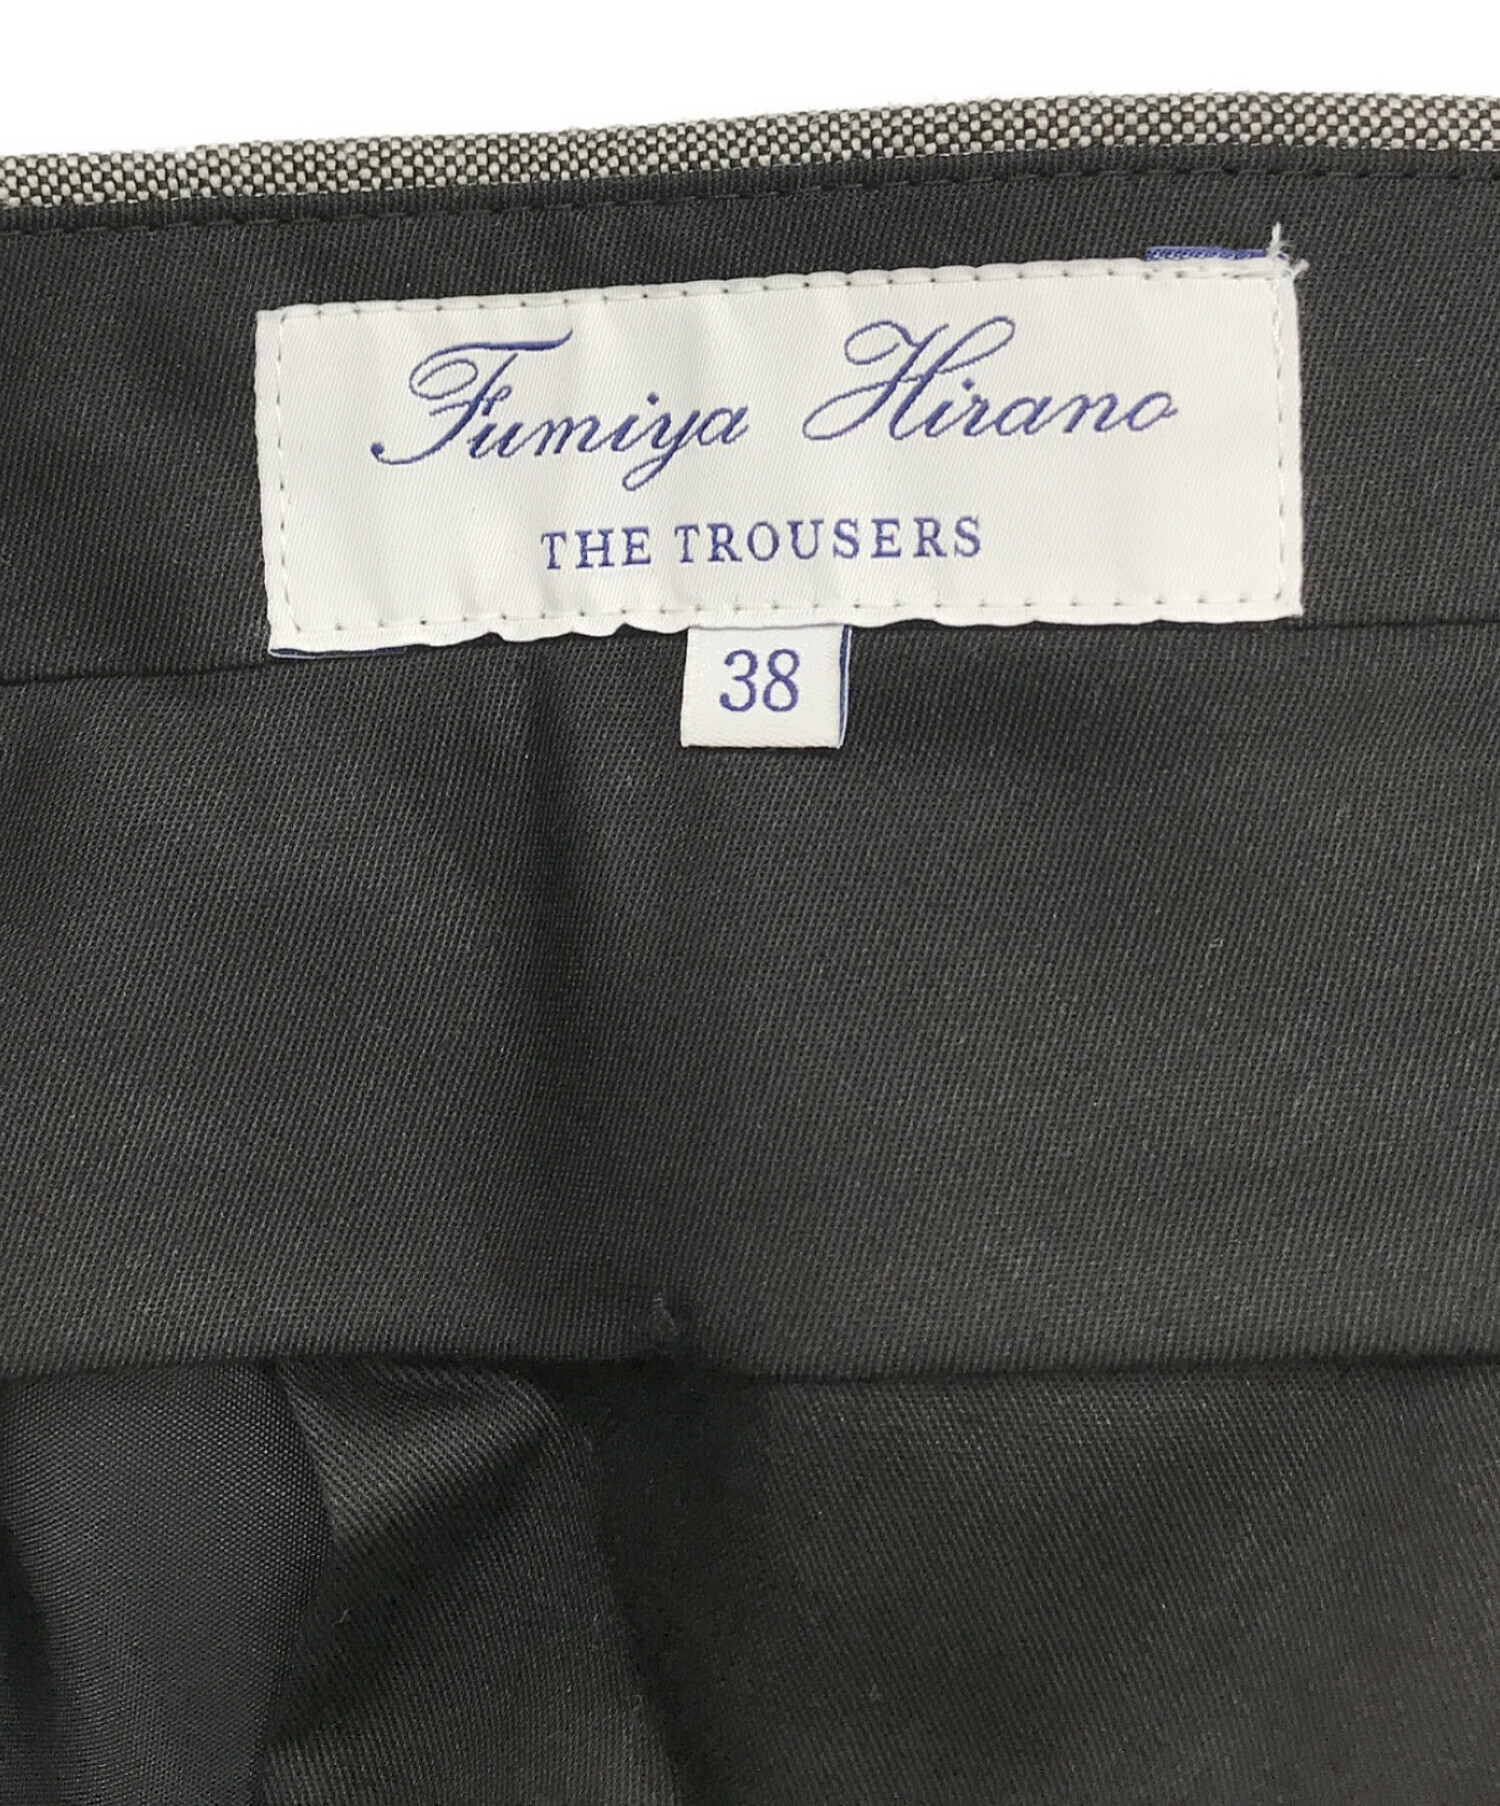 Fumiya Hirano
THE TROUSERS
38